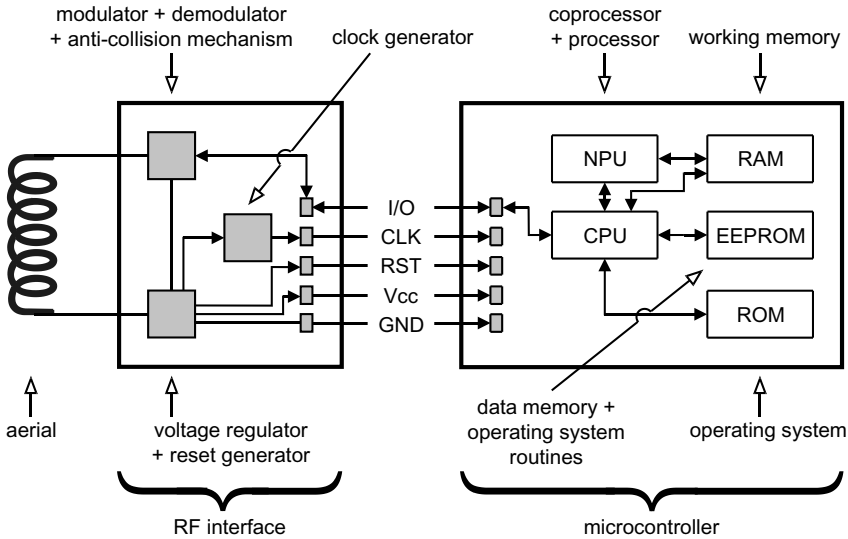 modulator + demodulator
+ anti-collision mechanism
clock generator
coprocessor
+ processor
working memory
NPU
RAM
I/O
CLK
RST
Vcc
GND
CPU
EEPROM
ROM
aerial
voltage regulator
+ reset generator
data memory +
operating system
routines
operating system
RF interface
microcontroller